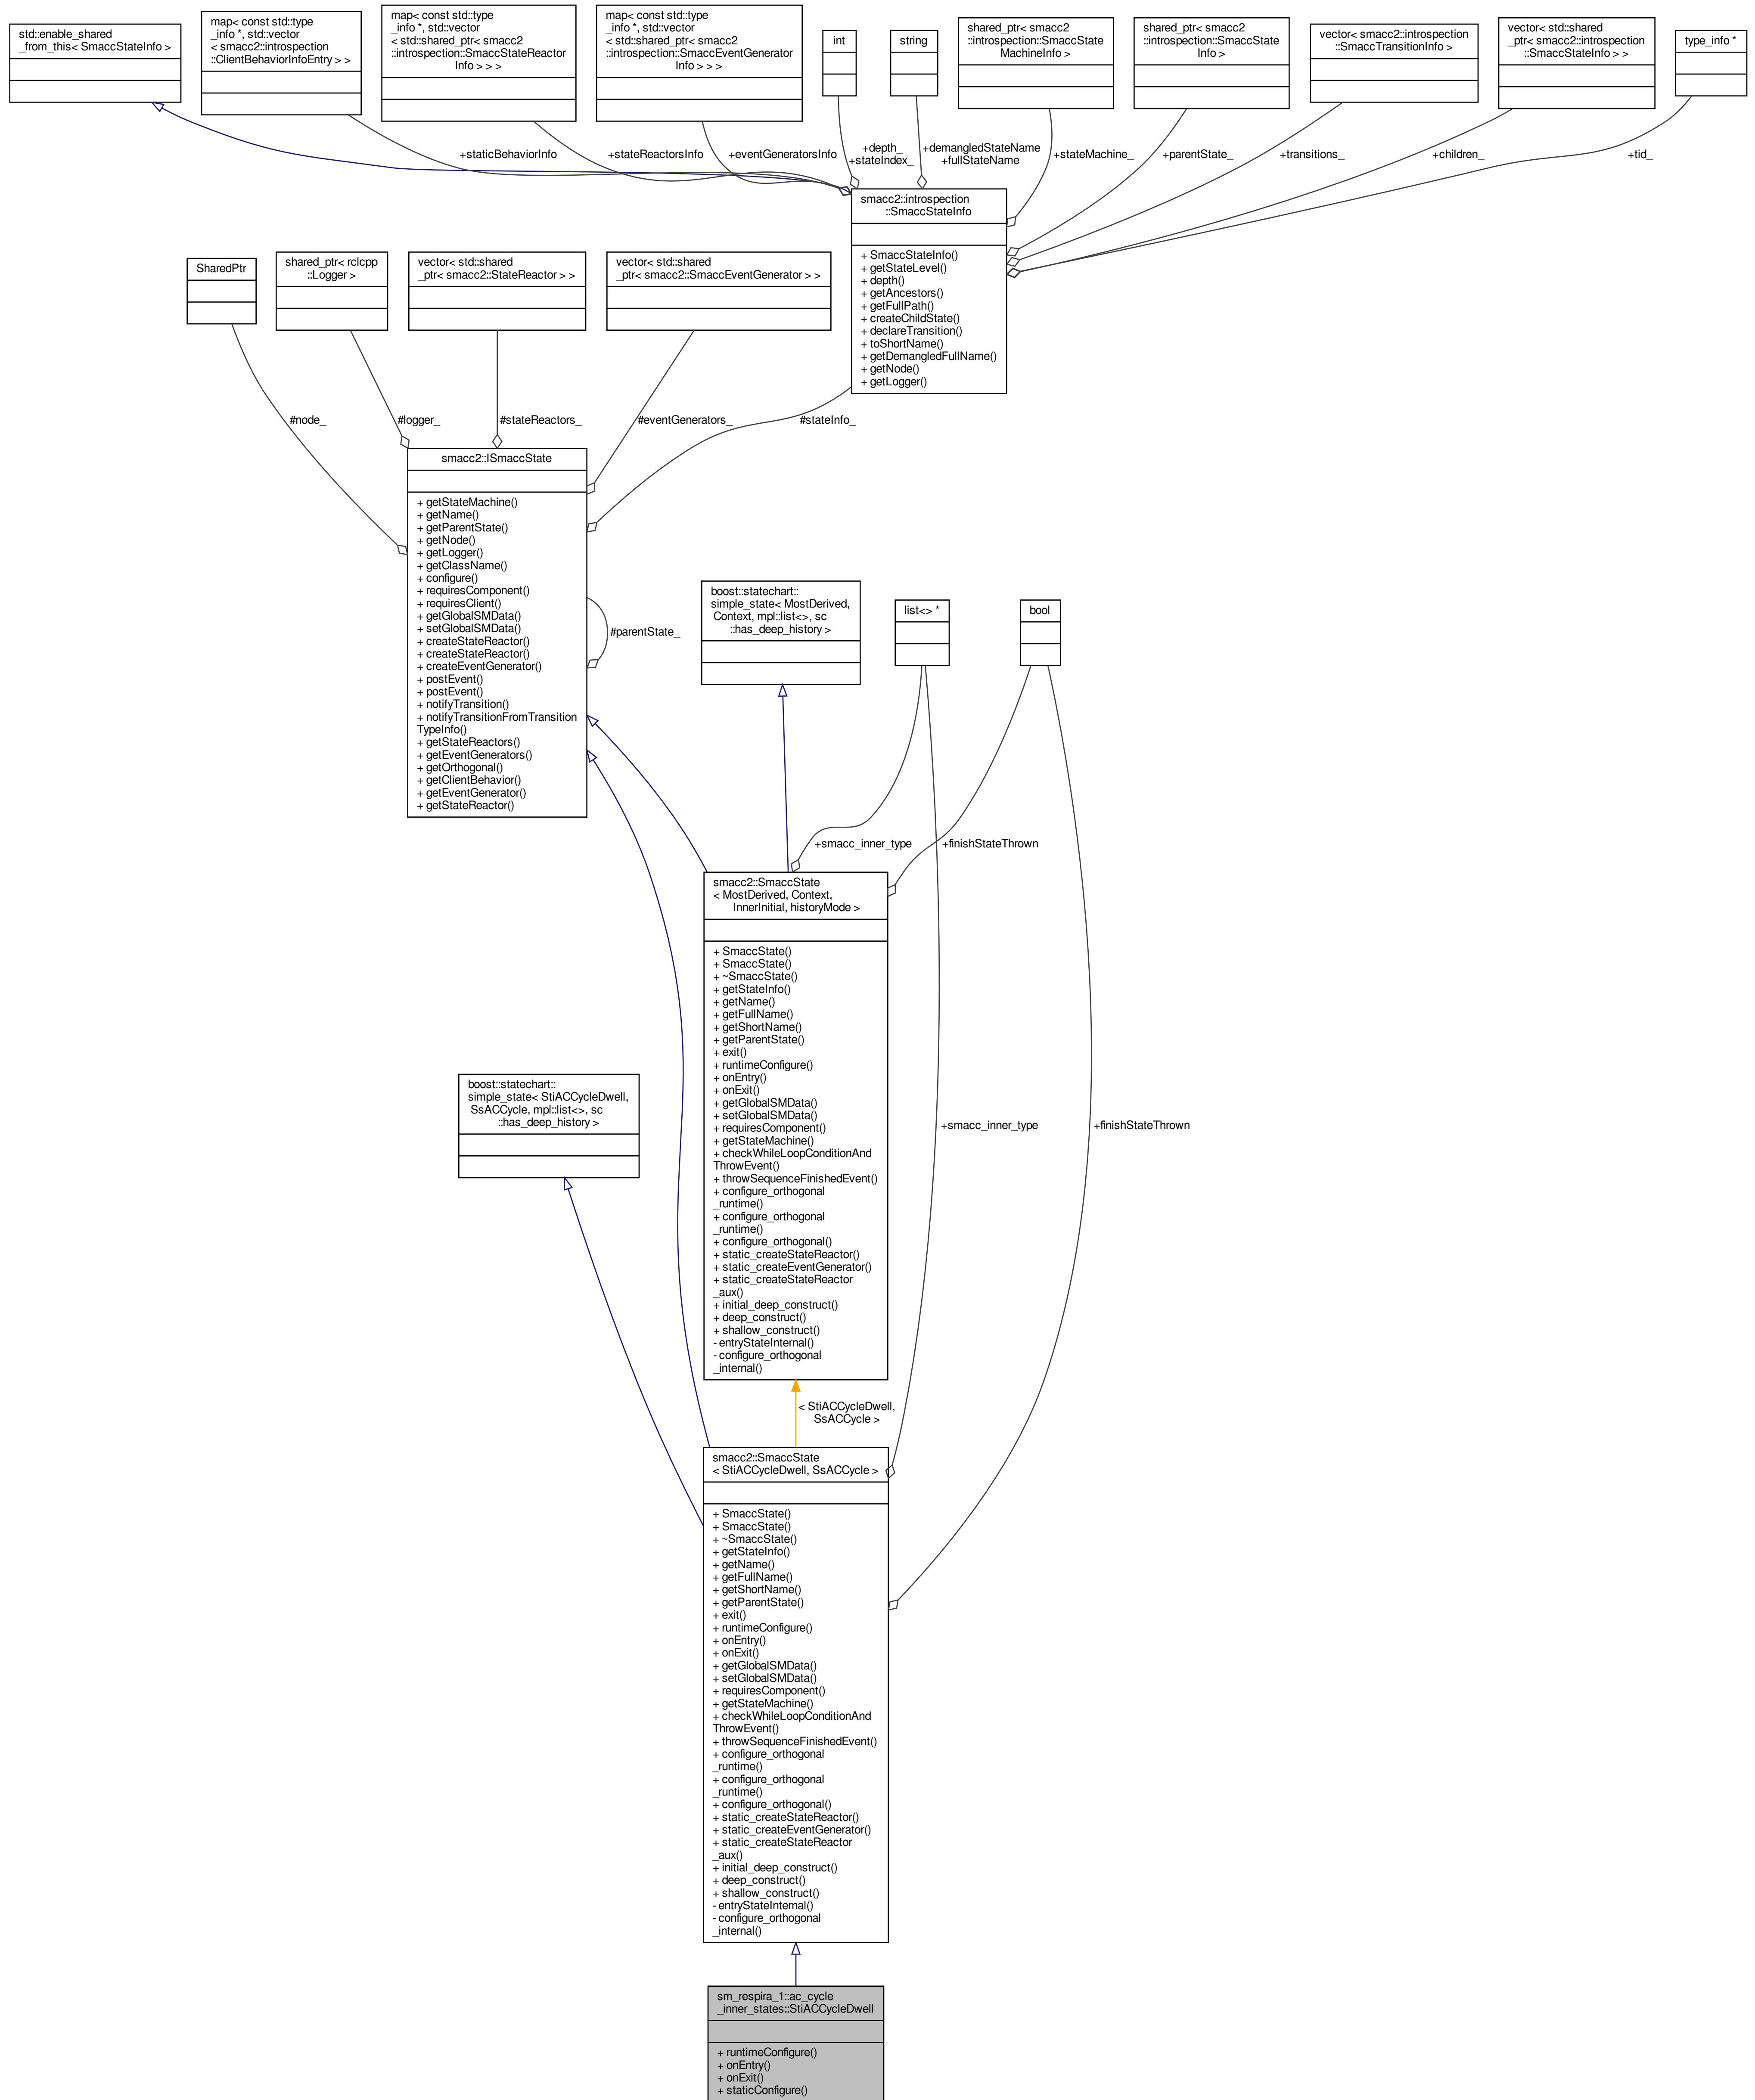 std::enable_shared
_from_this< SmaccStateInfo >
map< const std::type
_info *, std::vector
< smacc2::introspection
::ClientBehaviorInfoEntry > >
map< const std::type
_info *, std::vector
< std::shared_ptr< smacc2
::introspection::SmaccStateReactor
Info > > >
map< const std::type
_info *, std::vector
< std::shared_ptr< smacc2
::introspection::SmaccEventGenerator
Info > > >
int
string
shared_ptr< smacc2
::introspection::SmaccState
MachineInfo >
shared_ptr< smacc2
::introspection::SmaccState
Info >
vector< smacc2::introspection
::SmaccTransitionInfo >
vector< std::shared
_ptr< smacc2::introspection
::SmaccStateInfo > >
type_info *
+staticBehaviorInfo
+stateReactorsInfo
+eventGeneratorsInfo
+depth_
+stateIndex_
+demangledStateName
+fullStateName
+stateMachine_
+parentState_
+transitions_
+children_
+tid_
smacc2::introspection
::SmaccStateInfo
+ SmaccStateInfo()
+ getStateLevel()
+ depth()
+ getAncestors()
+ getFullPath()
+ createChildState()
+ declareTransition()
+ toShortName()
+ getDemangledFullName()
+ getNode()
+ getLogger()
SharedPtr
shared_ptr< rclcpp
::Logger >
vector< std::shared
_ptr< smacc2::StateReactor > >
vector< std::shared
_ptr< smacc2::SmaccEventGenerator > >
#node_
#logger_
#stateReactors_
#eventGenerators_
#stateInfo_
smacc2::ISmaccState
+ getStateMachine()
+ getName()
+ getParentState()
+ getNode()
+ getLogger()
+ getClassName()
+ configure()
+ requiresComponent()
+ requiresClient()
+ getGlobalSMData()
+ setGlobalSMData()
+ createStateReactor()
+ createStateReactor()
+ createEventGenerator()
+ postEvent()
+ postEvent()
+ notifyTransition()
+ notifyTransitionFromTransition
TypeInfo()
+ getStateReactors()
+ getEventGenerators()
+ getOrthogonal()
+ getClientBehavior()
+ getEventGenerator()
+ getStateReactor()
#parentState_
boost::statechart::
simple_state< MostDerived,
Context, mpl::list<>, sc
::has_deep_history >
list<> *
bool
+smacc_inner_type
+finishStateThrown
smacc2::SmaccState
< MostDerived, Context,
InnerInitial, historyMode >
+ SmaccState()
+ SmaccState()
+ ~SmaccState()
+ getStateInfo()
+ getName()
+ getFullName()
+ getShortName()
+ getParentState()
+ exit()
+ runtimeConfigure()
+ onEntry()
+ onExit()
+ getGlobalSMData()
+ setGlobalSMData()
+ requiresComponent()
+ getStateMachine()
+ checkWhileLoopConditionAnd
ThrowEvent()
+ throwSequenceFinishedEvent()
+ configure_orthogonal
_runtime()
+ configure_orthogonal
_runtime()
+ configure_orthogonal()
+ static_createStateReactor()
+ static_createEventGenerator()
+ static_createStateReactor
_aux()
+ initial_deep_construct()
+ deep_construct()
+ shallow_construct()
- entryStateInternal()
- configure_orthogonal
_internal()
boost::statechart::
simple_state< StiACCycleDwell,
SsACCycle, mpl::list<>, sc
::has_deep_history >
+smacc_inner_type
+finishStateThrown
< StiACCycleDwell,
SsACCycle >
smacc2::SmaccState
< StiACCycleDwell, SsACCycle >
+ SmaccState()
+ SmaccState()
+ ~SmaccState()
+ getStateInfo()
+ getName()
+ getFullName()
+ getShortName()
+ getParentState()
+ exit()
+ runtimeConfigure()
+ onEntry()
+ onExit()
+ getGlobalSMData()
+ setGlobalSMData()
+ requiresComponent()
+ getStateMachine()
+ checkWhileLoopConditionAnd
ThrowEvent()
+ throwSequenceFinishedEvent()
+ configure_orthogonal
_runtime()
+ configure_orthogonal
_runtime()
+ configure_orthogonal()
+ static_createStateReactor()
+ static_createEventGenerator()
+ static_createStateReactor
_aux()
+ initial_deep_construct()
+ deep_construct()
+ shallow_construct()
- entryStateInternal()
- configure_orthogonal
_internal()
sm_respira_1::ac_cycle
_inner_states::StiACCycleDwell
+ runtimeConfigure()
+ onEntry()
+ onExit()
+ staticConfigure()